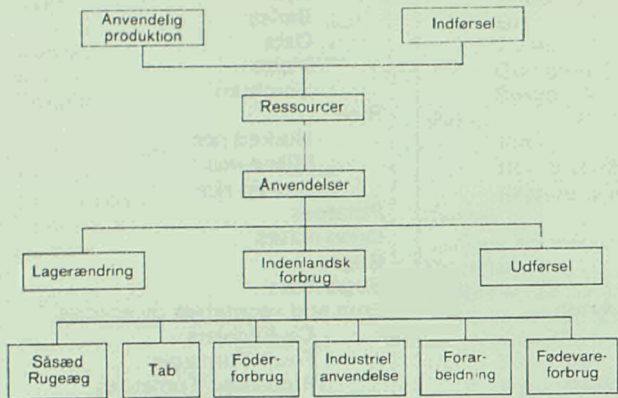 Anvendelig
produktion
Indførsel
Ressourcer
Anvendelser
Lagerændring
Indenlandsk
forbrug
Udførsel
Såsæd
Rugeæg
Tab
Foder-
forbrug
Industriel
anvendelse
Forar-
bejdning
Fødevare-
forbrug